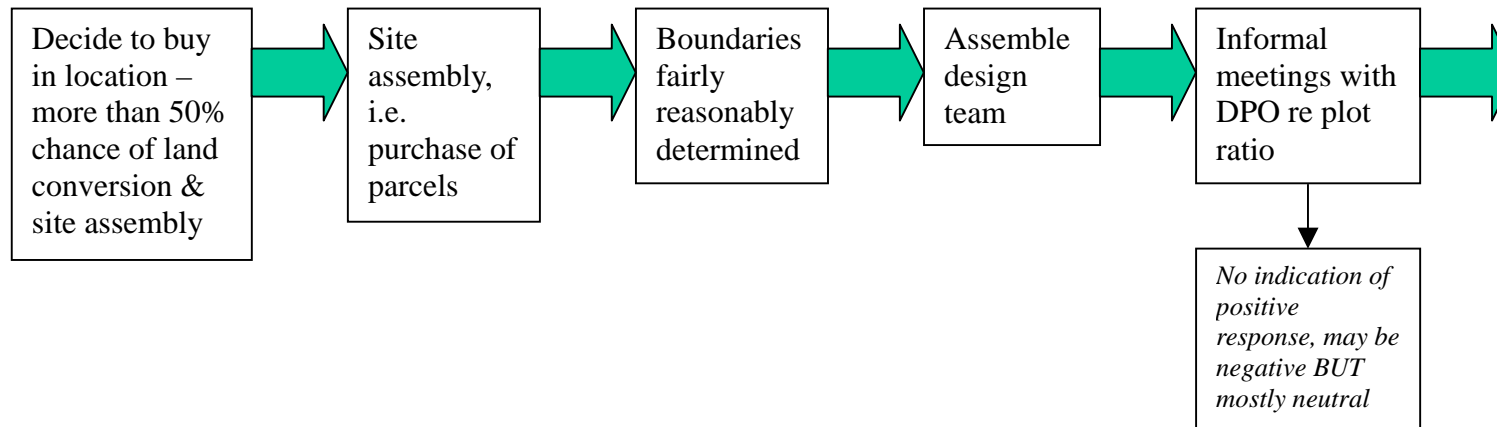 Decide to buy
in location –
more than 50%
chance of land
conversion &
site assembly
Site
assembly,
i.e.
purchase of
parcels
Boundaries
fairly
reasonably
determined
Assemble
design
team
Informal
meetings with
DPO re plot
ratio
No indication of
positive
response, may be
negative BUT
mostly neutral